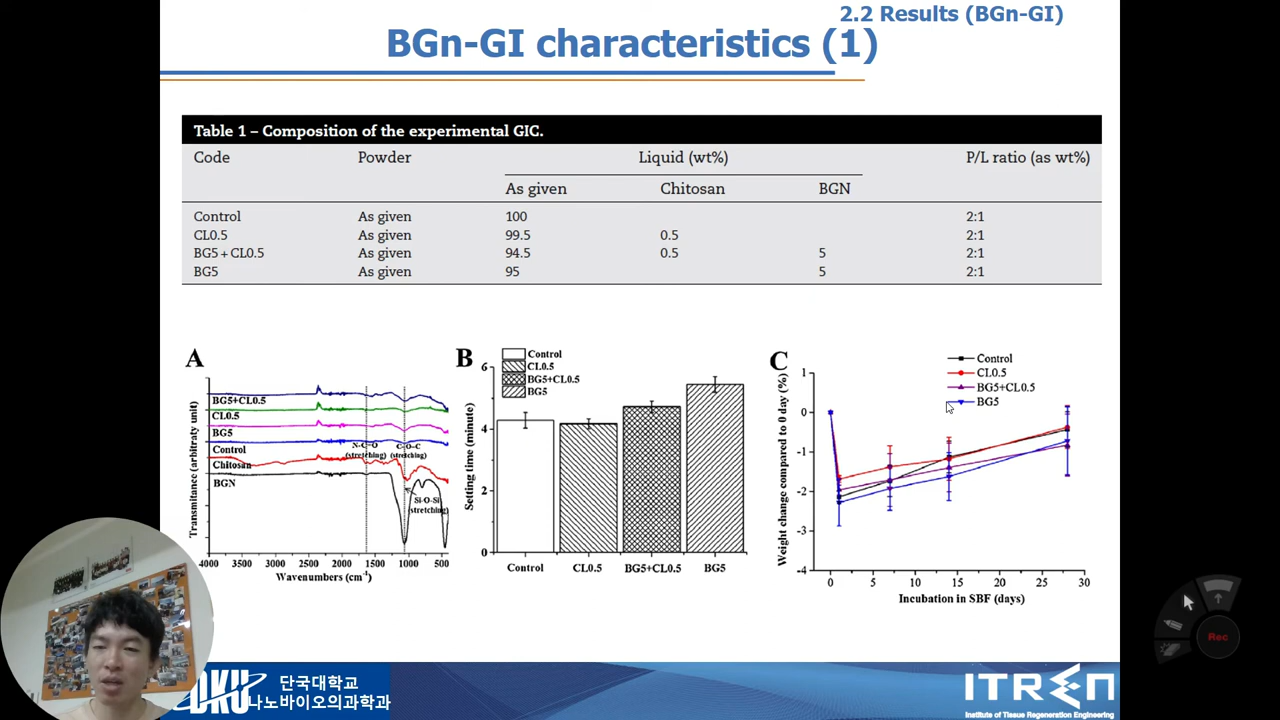 2.2 Results (BGn-GI)
BGn-GI characteristics (1)
Table 1 – Composition of the experimental GIC.
Code Powder Liquid (wt%) P/L ratio (as wt%)
As given Chitosan BGN
Control As given 100 2:1
CL0.5 As given 99.5 0.5 2:1
BG5 + CL0.5 As given 94.5 0.5 5 2:1
BG5 As given 95 5 2:1
A
Transmittance (arbitraty unit)
BG5+CL0.5
CL0.5
BG5
Control
Chitosan
BGN
N-C=O
(stretching)
C-O-C
(stretching)
Si-O-Si
(stretching)
4000 3500 3000 2500 2000 1500 1000 500
Wavenumbers (cm-1)
B
Control
CL0.5
BG5+CL0.5
BG5
Setting time (minute)
6
4
2
0
Control CL0.5 BG5+CL0.5 BG5
C
Control
CL0.5
BG5+CL0.5
BG5
Weight change compared to 0 day (%)
1
0
-1
-2
-3
-4
0 5 10 15 20 25 30
Incubation in SBF (days)
Rec
DKU
단국대학교
나노바이오의과학과
ITREN
Institute of Tissue Regeneration Engineering